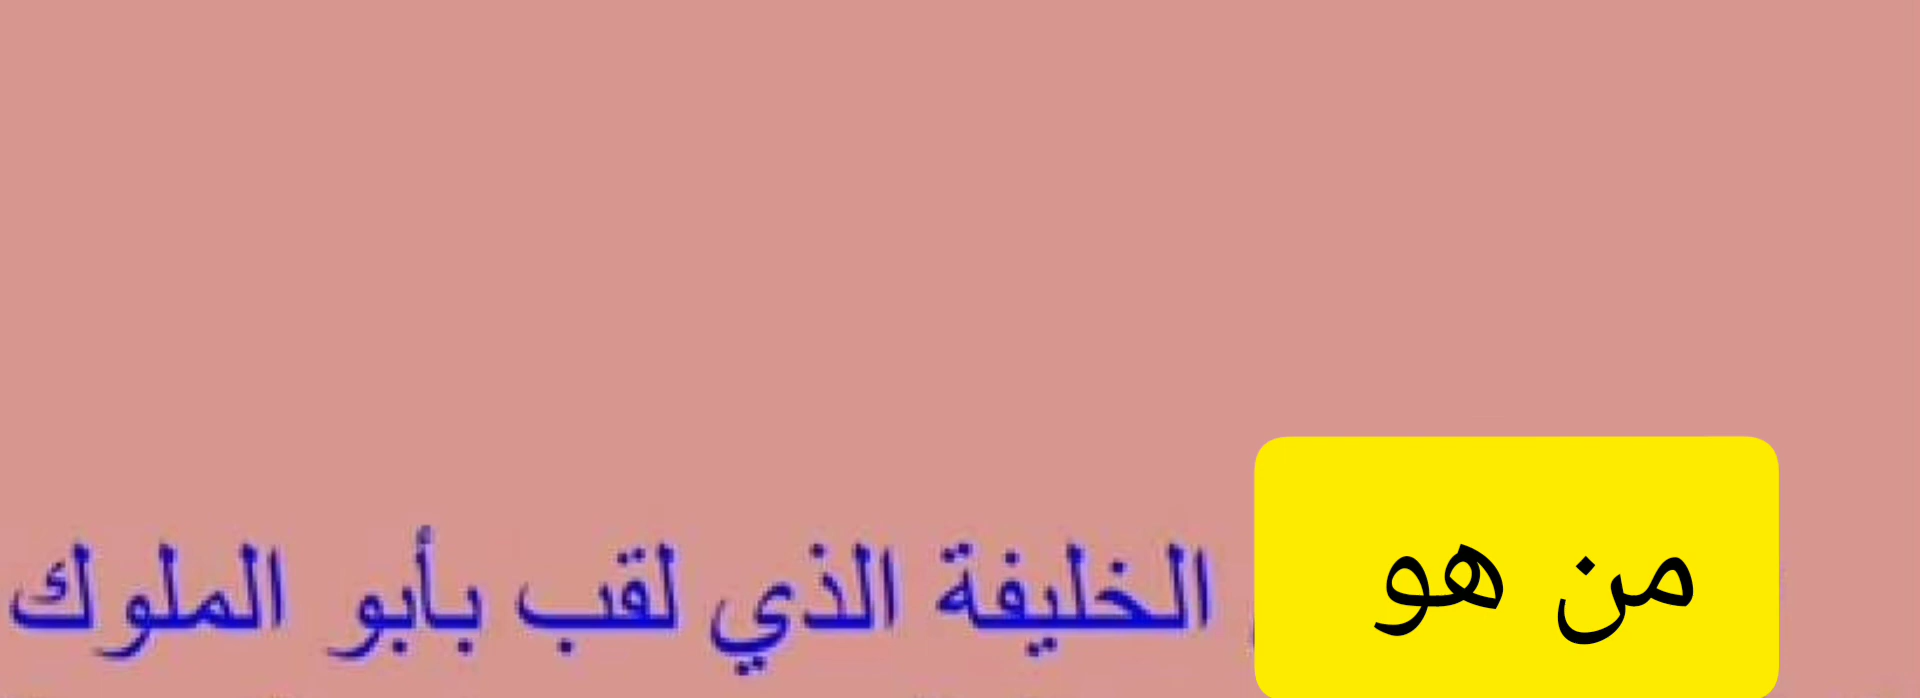 من هو الخليفة الذي لقب بأبو الملوك